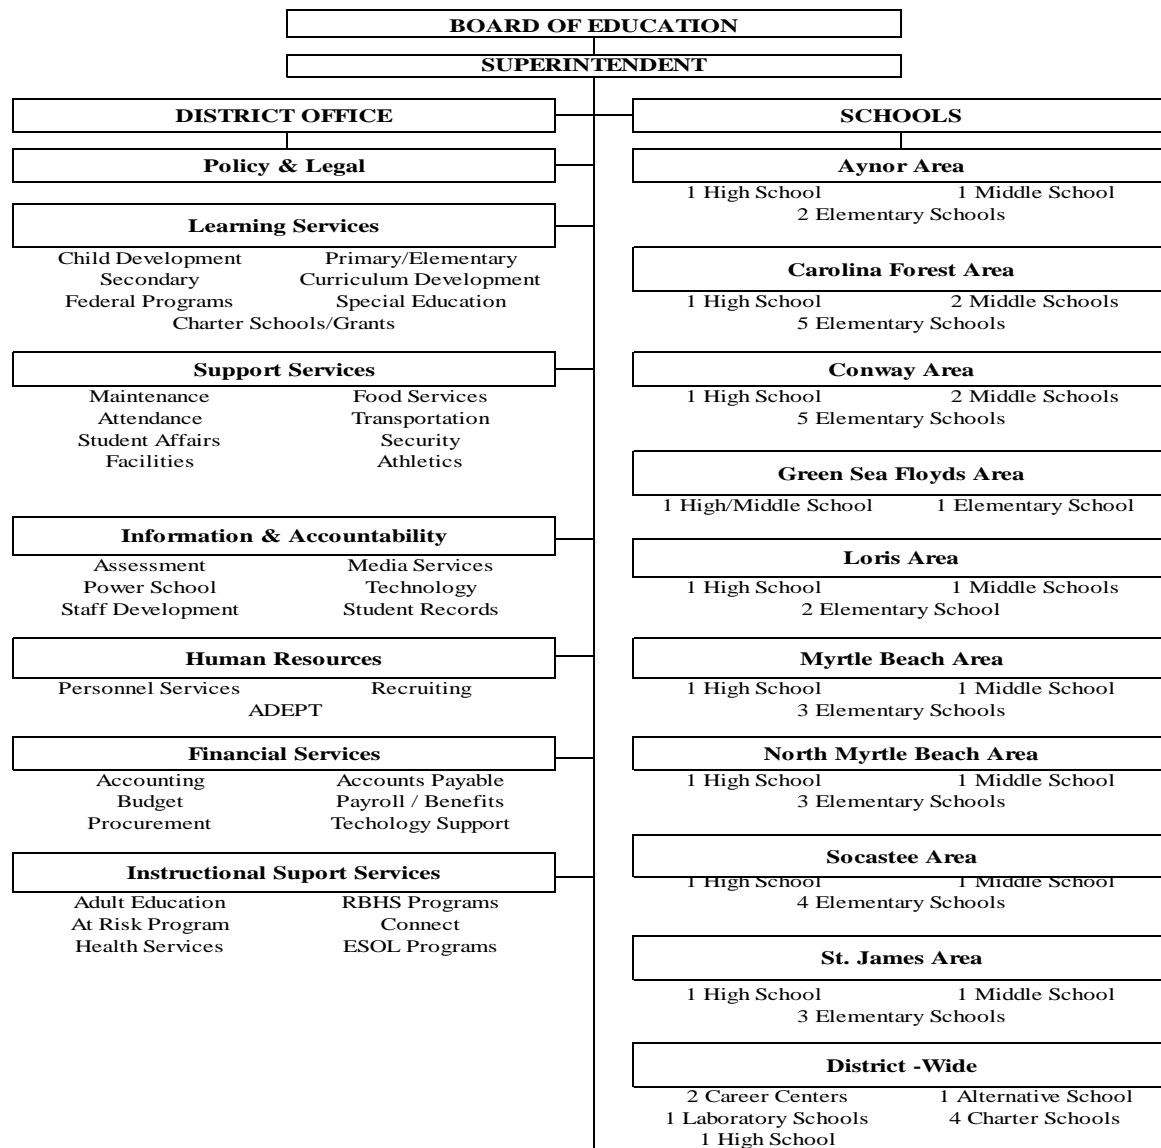 BOARD OF EDUCATION
SUPERINTENDENT
DISTRICT OFFICE
Policy & Legal
Learning Services
Child Development Primary/Elementary
Secondary Curriculum Development
Federal Programs Special Education
Charter Schools/Grants
Support Services
Maintenance Food Services
Attendance Transportation
Student Affairs Security
Facilities Athletics
Information & Accountability
Assessment Media Services
Power School Technology
Staff Development Student Records
Human Resources
Personnel Services Recruiting
ADEPT
Financial Services
Accounting Accounts Payable
Budget Payroll / Benefits
Procurement Techology Support
Instructional Suport Services
Adult Education RBHS Programs
At Risk Program Connect
Health Services ESOL Programs
SCHOOLS
Aynor Area
1 High School 1 Middle School
2 Elementary Schools
Carolina Forest Area
1 High School 2 Middle Schools
5 Elementary Schools
Conway Area
1 High School 2 Middle Schools
5 Elementary Schools
Green Sea Floyds Area
1 High/Middle School 1 Elementary School
Loris Area
1 High School 1 Middle Schools
2 Elementary School
Myrtle Beach Area
1 High School 1 Middle School
3 Elementary Schools
North Myrtle Beach Area
1 High School 1 Middle School
3 Elementary Schools
Socastee Area
1 High School 1 Middle School
4 Elementary Schools
St. James Area
1 High School 1 Middle School
3 Elementary Schools
District -Wide
2 Career Centers 1 Alternative School
1 Laboratory Schools 4 Charter Schools
1 High School